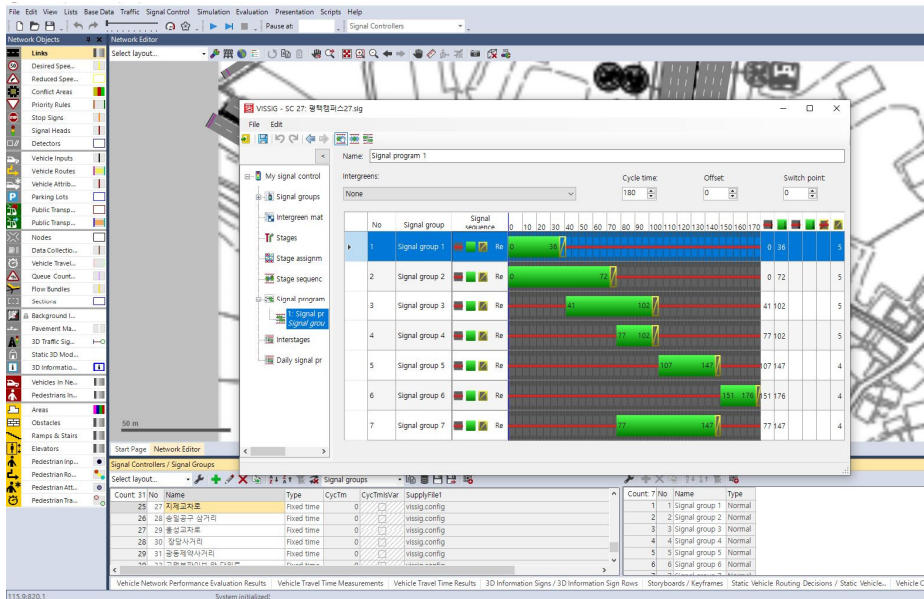 File Edit View Lists Base Data Traffic Signal Control Simulation Evaluation Presentation Scripts Help
Pause at: Signal Controllers
Network Objects
Network Editor
Select layout...
Links
Desired Spee...
Reduced Spee...
Conflict Areas
Priority Rules
Stop Signs
Signal Heads
Detectors
Vehicle Inputs
Vehicle Routes
Vehicle Attrib...
Parking Lots
Public Transp...
Public Transp...
Nodes
Data Collectio...
Vehicle Travel...
Queue Count...
Flow Bundles
Sections
Background I...
Pavement Ma...
3D Traffic Sig...
Static 3D Mod...
3D Informatio...
Vehicles In Ne...
Pedestrians In...
Areas
Obstacles
Ramps & Stairs
Elevators
Pedestrian Inp...
Pedestrian Ro...
Pedestrian Att...
Pedestrian Tra...
50 m
VISSIG - SC 27: 평택캠퍼스27.sig
File Edit
My signal control
Signal groups
Intergreen mat
Stages
Stage assignm
Stage sequenc
Signal program
1: Signal pr
Signal grou
Interstages
Daily signal pr
Name: Signal program 1
Intergreens: Cycle time: Offset: Switch point:
None 180 0 0
No Signal group Signal sequence 0 10 20 30 40 50 60 70 80 90 100 110 120 130 140 150 160 170
1 Signal group 1 Re 0 36 0 36 5
2 Signal group 2 Re 0 72 0 72 5
3 Signal group 3 Re 41 102 41 102 5
4 Signal group 4 Re 77 102 77 102 5
5 Signal group 5 Re 107 147 107 147 4
6 Signal group 6 Re 151 176 151 176 4
7 Signal group 7 Re 77 147 77 147 4
Start Page Network Editor
Signal Controllers / Signal Groups
Select layout... Signal groups
Count: 31 No Name Type CycTm CycTmIsVar SupplyFile1
25 27 지제교차로 Fixed time 0 vissig.config
26 28 송일공구 삼거리 Fixed time 0 vissig.config
27 29 울성교차로 Fixed time 0 vissig.config
28 30 장당사거리 Fixed time 0 vissig.config
29 31 광동제약사거리 Fixed time 0 vissig.config
Count: 7 No Name Type
1 1 Signal group 1 Normal
2 2 Signal group 2 Normal
3 3 Signal group 3 Normal
4 4 Signal group 4 Normal
5 5 Signal group 5 Normal
6 6 Signal group 6 Normal
Vehicle Network Performance Evaluation Results Vehicle Travel Time Measurements Vehicle Travel Time Results 3D Information Signs / 3D Information Sign Rows Storyboards / Keyframes Static Vehicle Routing Decisions / Static Vehicle... Vehicle C
115.9:820.1 System initialized!